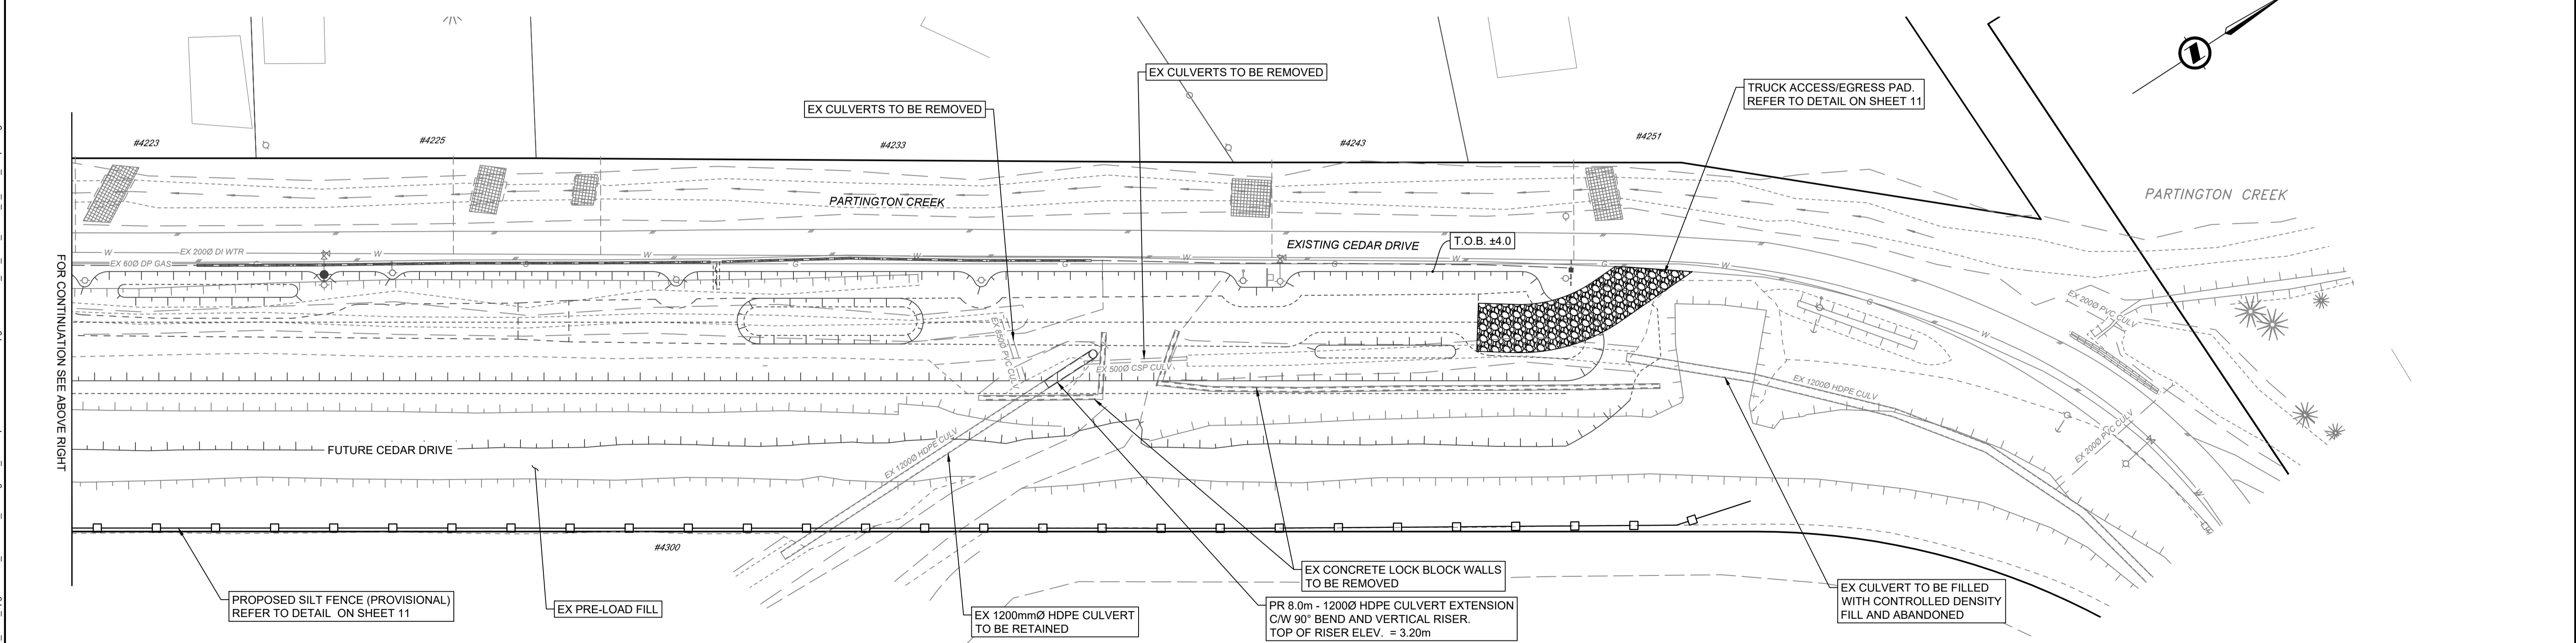 EX CULVERTS TO BE REMOVED
TRUCK ACCESS/EGRESS PAD.
REFER TO DETAIL ON SHEET 11
EX CULVERTS TO BE REMOVED
#4223
#4225
#4233
#4243
#4251
PARTINGTON CREEK
PARTINGTON CREEK
EXISTING CEDAR DRIVE
T.O.B. ±4.0
W
EX 200Ø DI WTR
W
W
W
W
W
W
W
EX 60Ø DP GAS
G
G
G
G
G
G
G
W
W
EX 200Ø PVC CULV
EX 850Ø PVC CULV
EX 500Ø CSP CULV
EX 1200Ø HDPE CULV
EX 200Ø PVC CULV
EX 1200Ø HDPE CULV
FOR CONTINUATION SEE ABOVE RIGHT
FUTURE CEDAR DRIVE
#4300
PROPOSED SILT FENCE (PROVISIONAL)
REFER TO DETAIL ON SHEET 11
EX PRE-LOAD FILL
EX 1200mmØ HDPE CULVERT
TO BE RETAINED
EX CONCRETE LOCK BLOCK WALLS
TO BE REMOVED
PR 8.0m - 1200Ø HDPE CULVERT EXTENSION
C/W 90° BEND AND VERTICAL RISER.
TOP OF RISER ELEV. = 3.20m
EX CULVERT TO BE FILLED
WITH CONTROLLED DENSITY
FILL AND ABANDONED